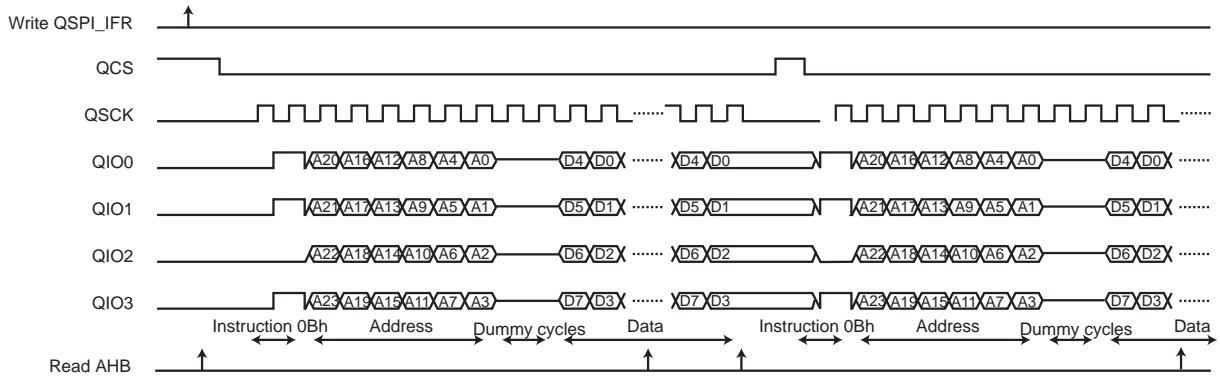 Write QSPI_IFR
QCS
QSCK
QIO0 A20 A16 A12 A8 A4 A0 D4 D0 D4 D0 A20 A16 A12 A8 A4 A0 D4 D0
QIO1 A21 A17 A13 A9 A5 A1 D5 D1 D5 D1 A21 A17 A13 A9 A5 A1 D5 D1
QIO2 A22 A18 A14 A10 A6 A2 D6 D2 D6 D2 A22 A18 A14 A10 A6 A2 D6 D2
QIO3 A23 A19 A15 A11 A7 A3 D7 D3 D7 D3 A23 A19 A15 A11 A7 A3 D7 D3
Instruction 0Bh Address Dummy cycles Data Instruction 0Bh Address Dummy cycles Data
Read AHB